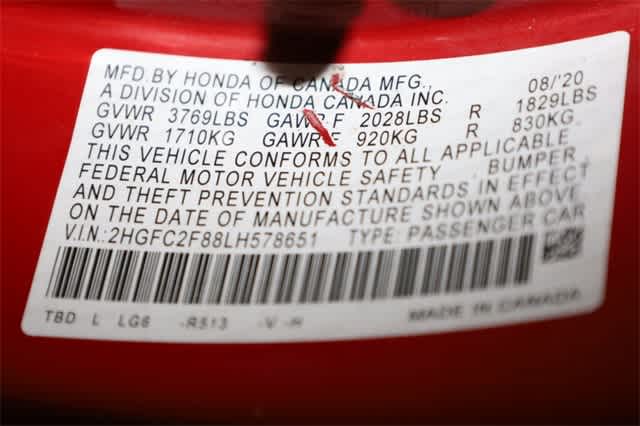 MFD.BY HONDA OF CANADA MFG., 08/'20
A DIVISION OF HONDA CANADA INC.
GVWR 3769LBS GAWR F 2028LBS R 1829LBS
GVWR 1710KG GAWR F 920KG R 830KG.
THIS VEHICLE CONFORMS TO ALL APPLICABLE
FEDERAL MOTOR VEHICLE SAFETY , BUMPER,
AND THEFT PREVENTION STANDARDS IN EFFECT
ON THE DATE OF MANUFACTURE SHOWN ABOVE
V.I.N.:2HGFC2F88LH578651 TYPE: PASSENGER CAR
TBD L LG6 -R513 -V -H MADE IN CANADA